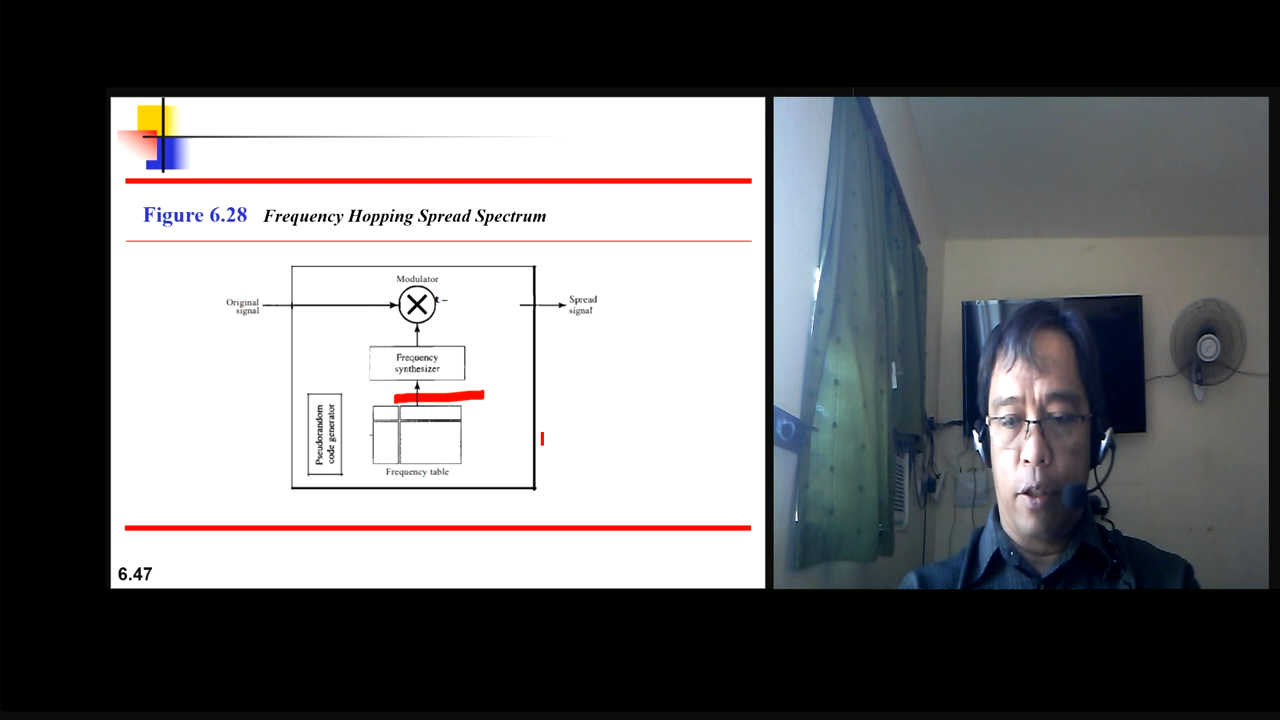 Figure 6.28 Frequency Hopping Spread Spectrum
Modulator
Original
signal
Spread
signal
Frequency
synthesizer
Pseudorandom
code generator
Frequency table
6.47